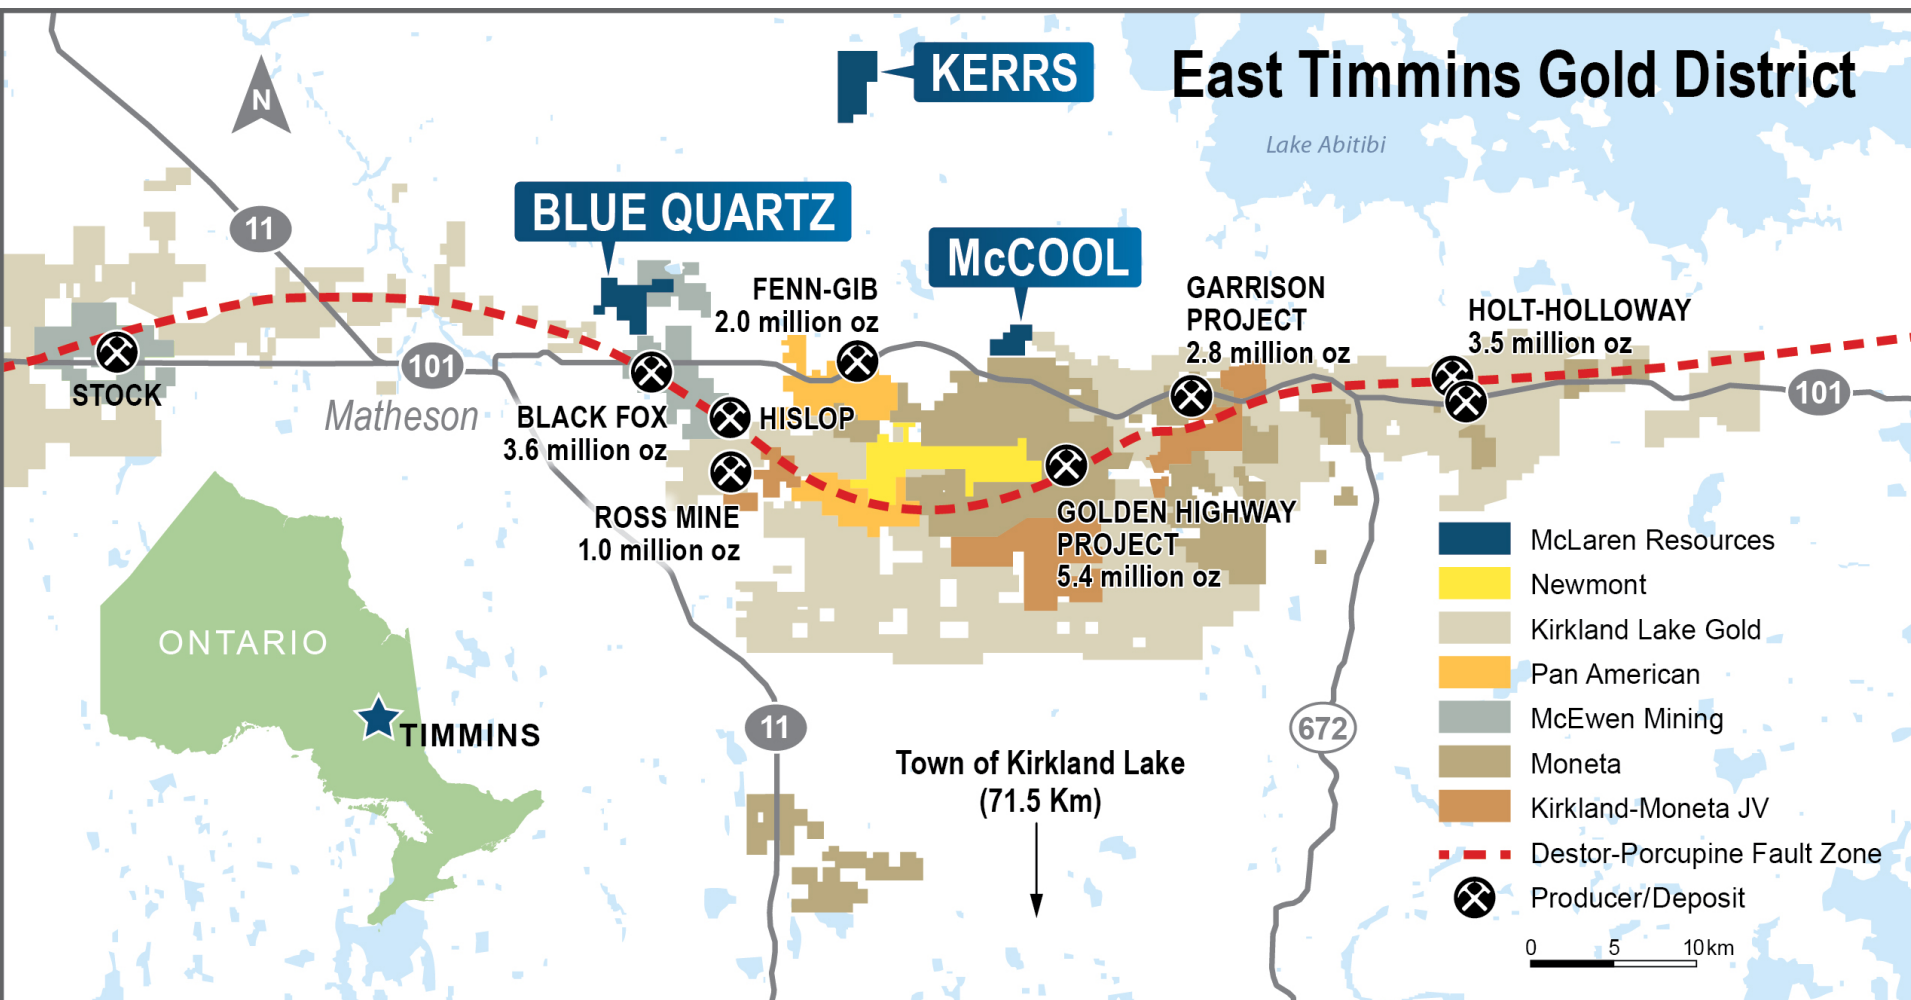 East Timmins Gold District
KERRS
N
Lake Abitibi
BLUE QUARTZ
11
McCOOL
FENN-GIB
2.0 million oz
GARRISON
PROJECT
2.8 million oz
HOLT-HOLLOWAY
3.5 million oz
101
STOCK
Matheson
BLACK FOX
3.6 million oz
HISLOP
101
ROSS MINE
1.0 million oz
GOLDEN HIGHWAY
PROJECT
5.4 million oz
ONTARIO
TIMMINS
11
672
Town of Kirkland Lake
(71.5 Km)
McLaren Resources
Newmont
Kirkland Lake Gold
Pan American
McEwen Mining
Moneta
Kirkland-Moneta JV
Destor-Porcupine Fault Zone
Producer/Deposit
0 5 10 km